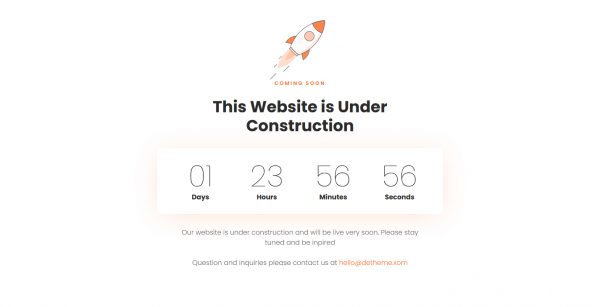 COMING SOON
This Website is Under
Construction
01 23 56 56
Days Hours Minutes Seconds
Our website is under construction and will be live very soon. Please stay
tuned and be inpired
Question and inquiries please contact us at hello@detheme.xom